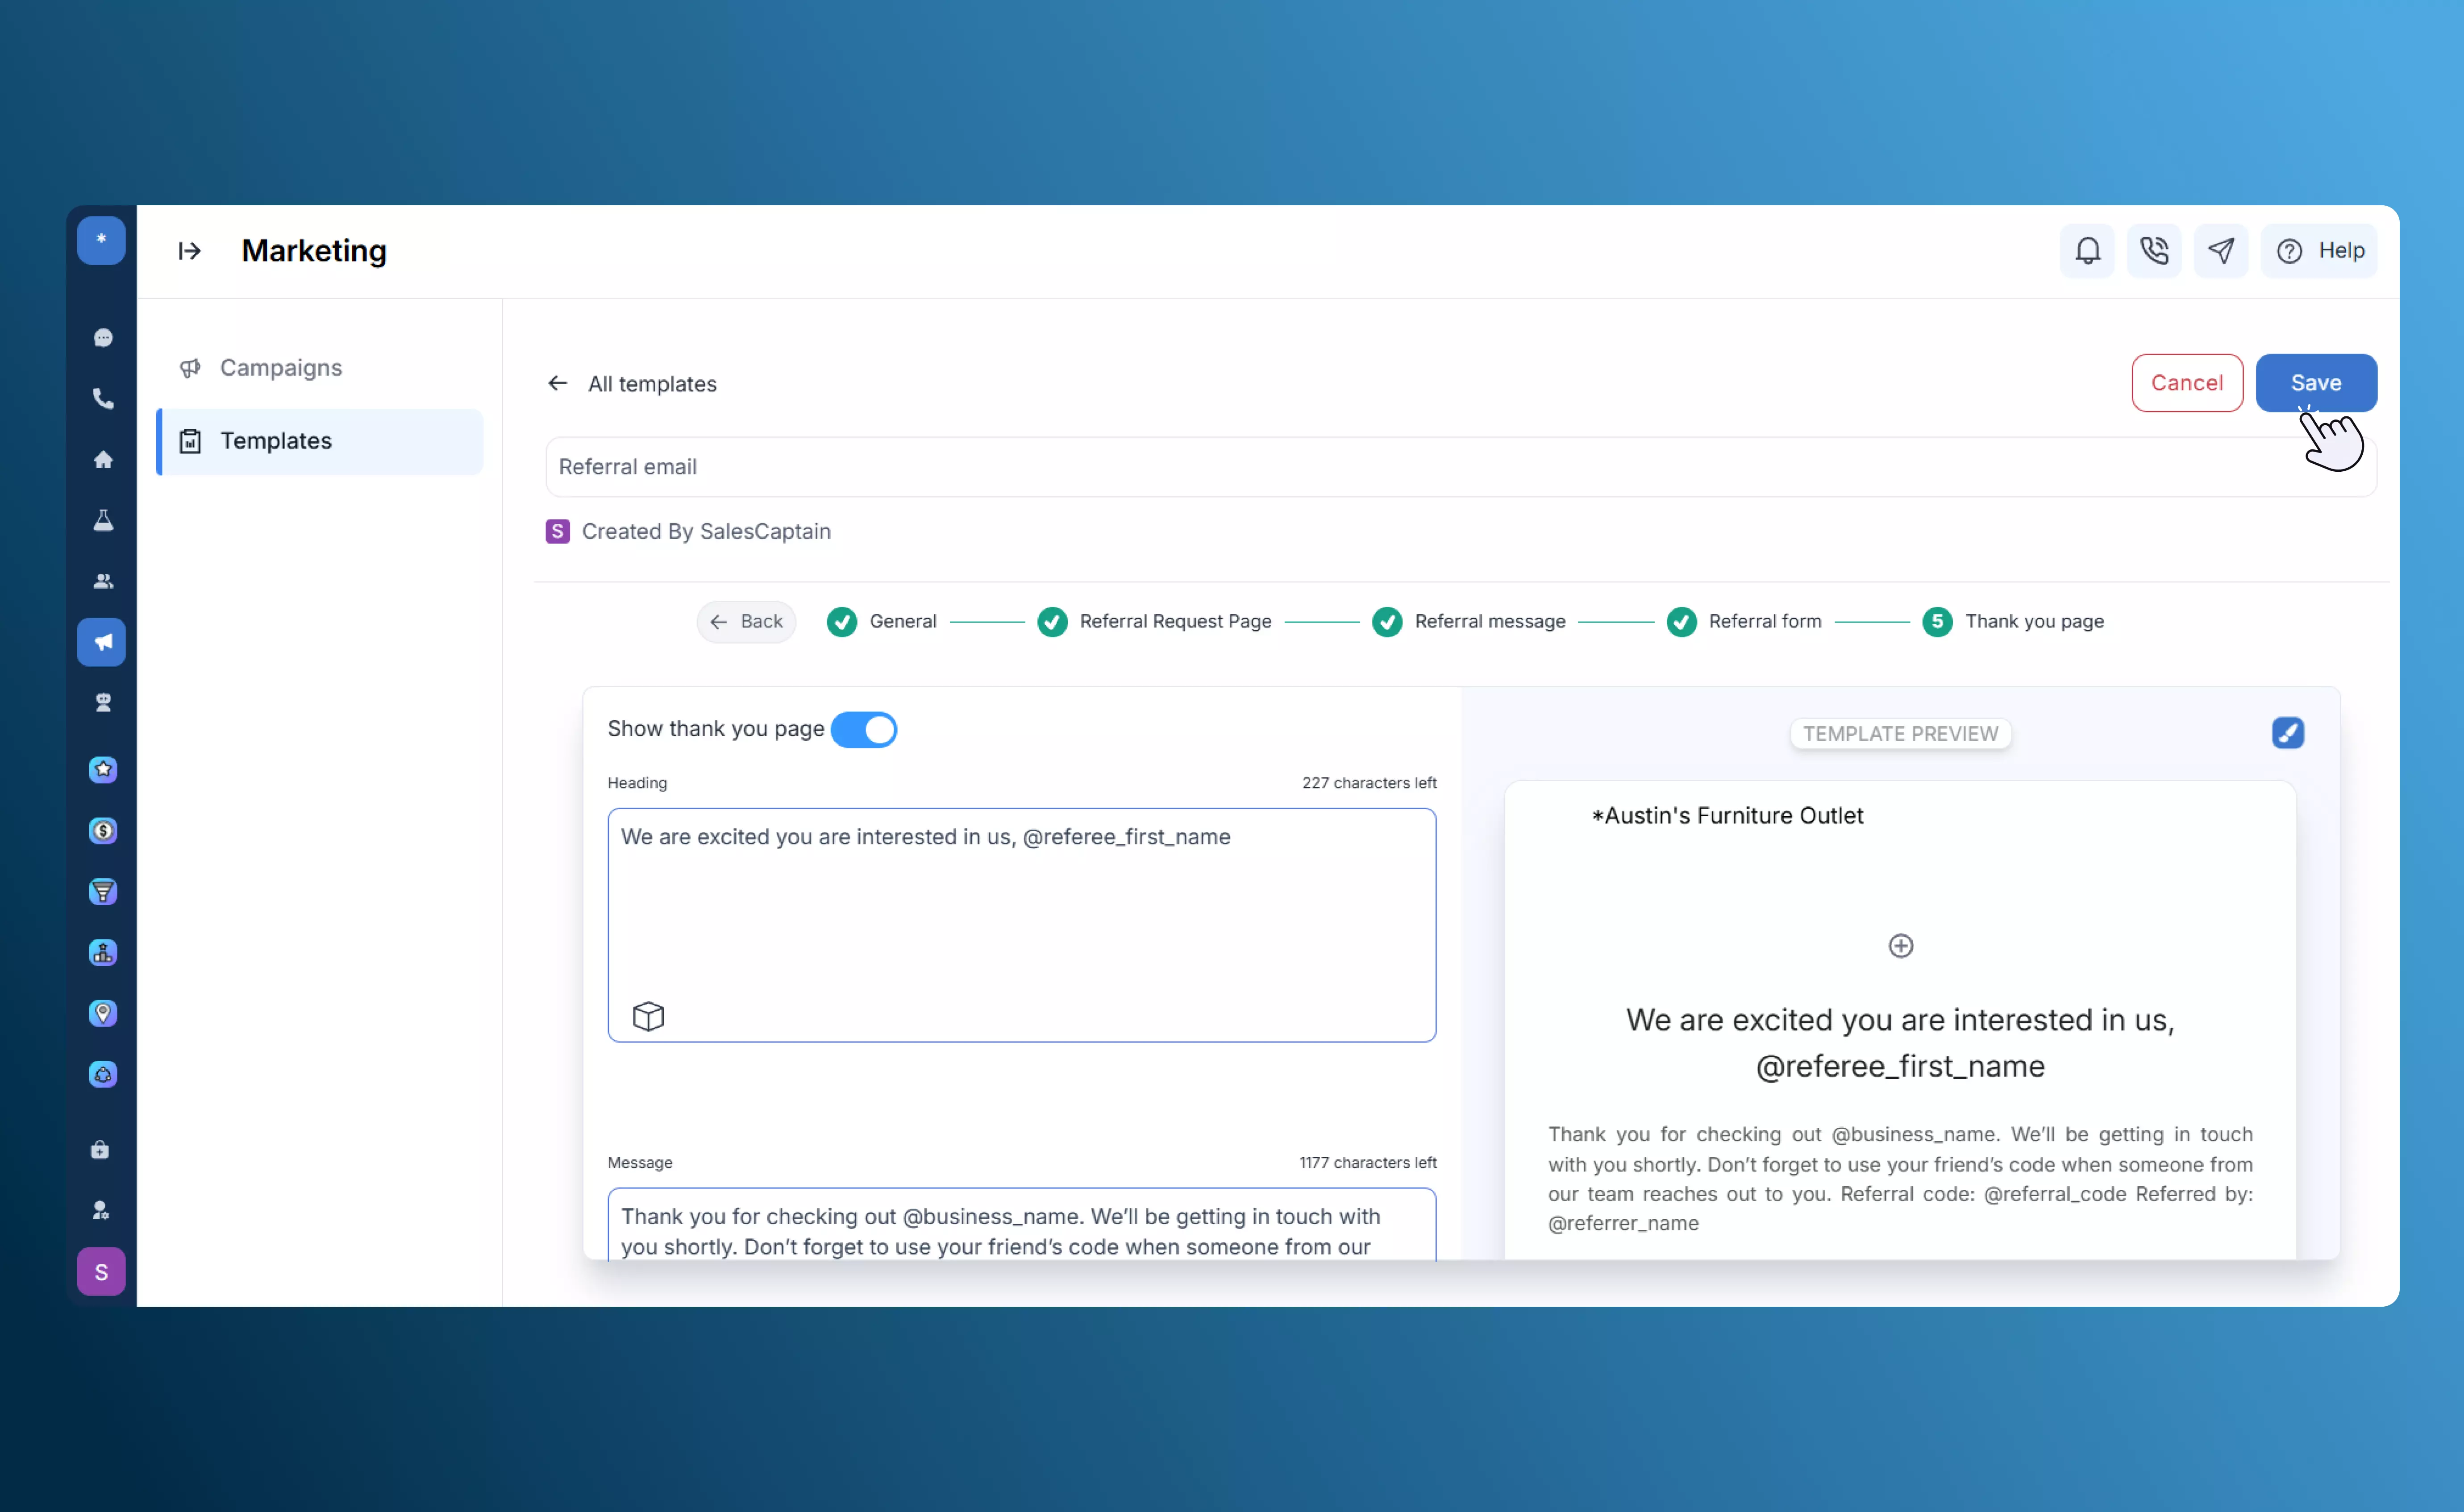 *
Marketing
Help
Campaigns
Templates
All templates
Cancel
Save
Referral email
S Created By SalesCaptain
Back
General
Referral Request Page
Referral message
Referral form
5 Thank you page
Show thank you page
Heading
227 characters left
We are excited you are interested in us, @referee_first_name
Message
1177 characters left
Thank you for checking out @business_name. We’ll be getting in touch with
you shortly. Don’t forget to use your friend’s code when someone from our
TEMPLATE PREVIEW
*Austin's Furniture Outlet
We are excited you are interested in us,
@referee_first_name
Thank you for checking out @business_name. We’ll be getting in touch
with you shortly. Don’t forget to use your friend’s code when someone from
our team reaches out to you. Referral code: @referral_code Referred by:
@referrer_name
S